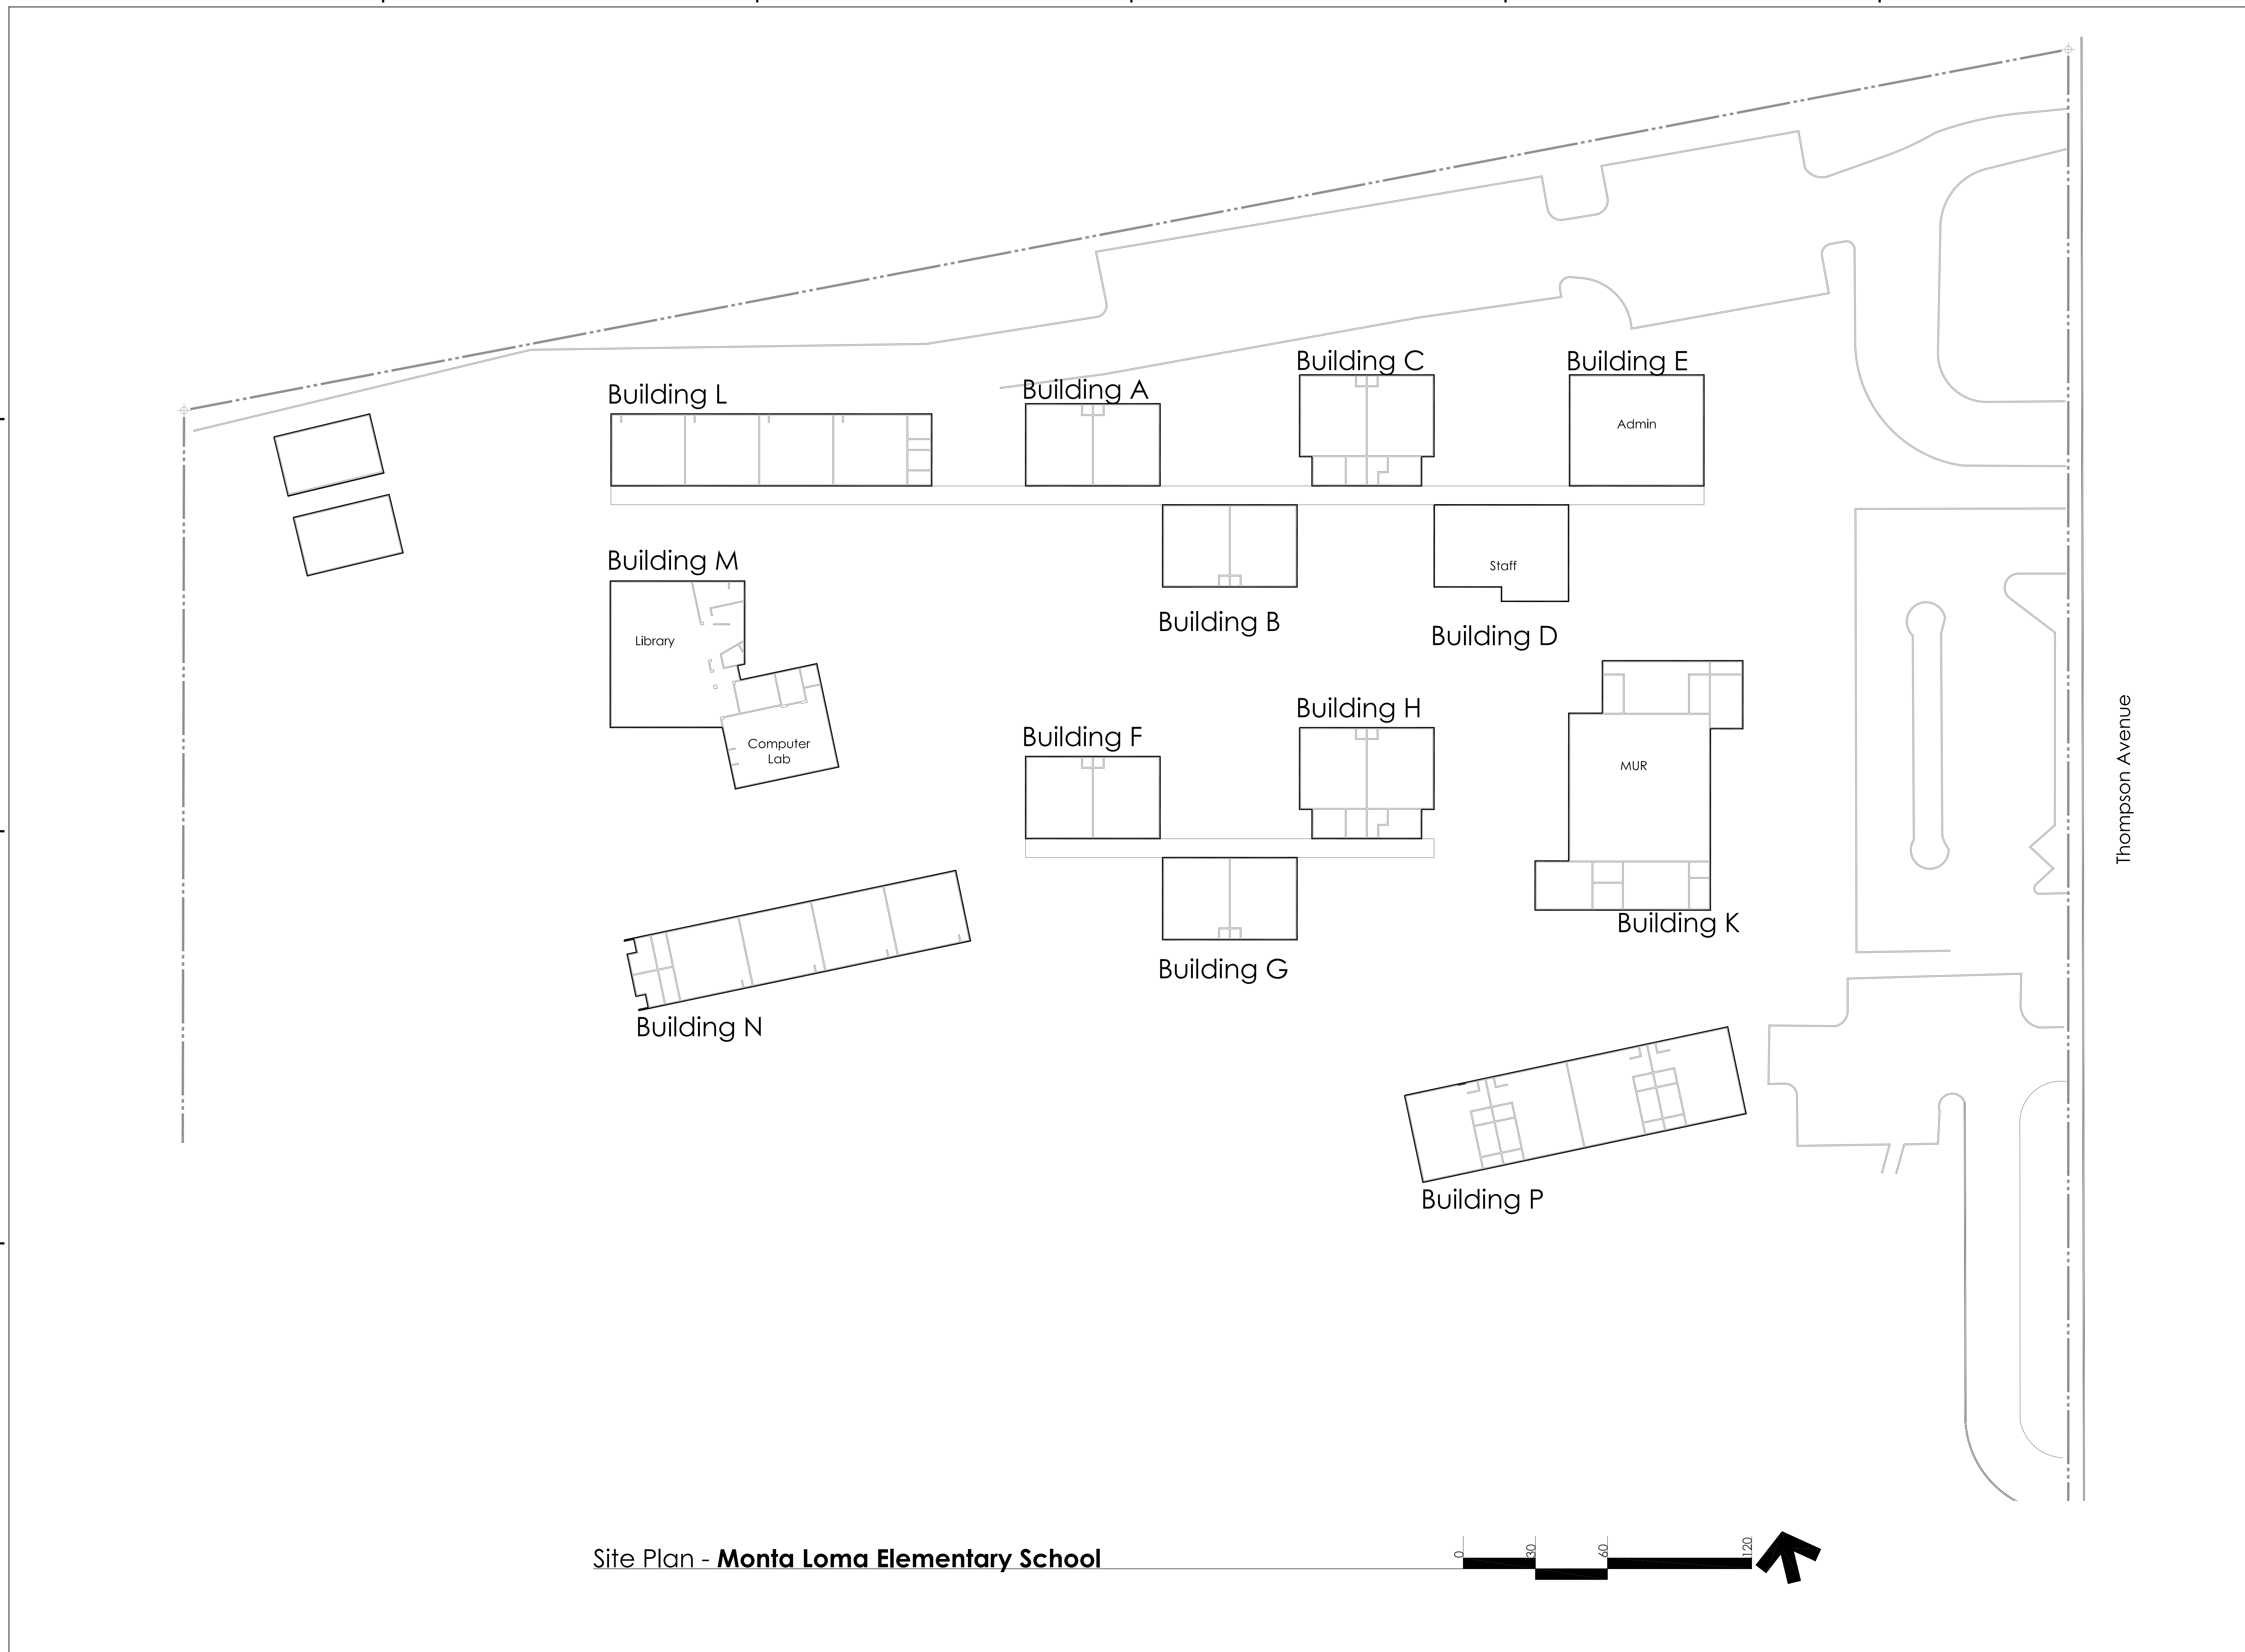 Building C
Building E
Building L
Building A
Admin
Building M
Staff
Building B
Building D
Library
Thompson Avenue
Building H
Building F
Computer
Lab
MUR
Building K
Building G
Building N
Building P
Site Plan - Monta Loma Elementary School
0
30
60
120